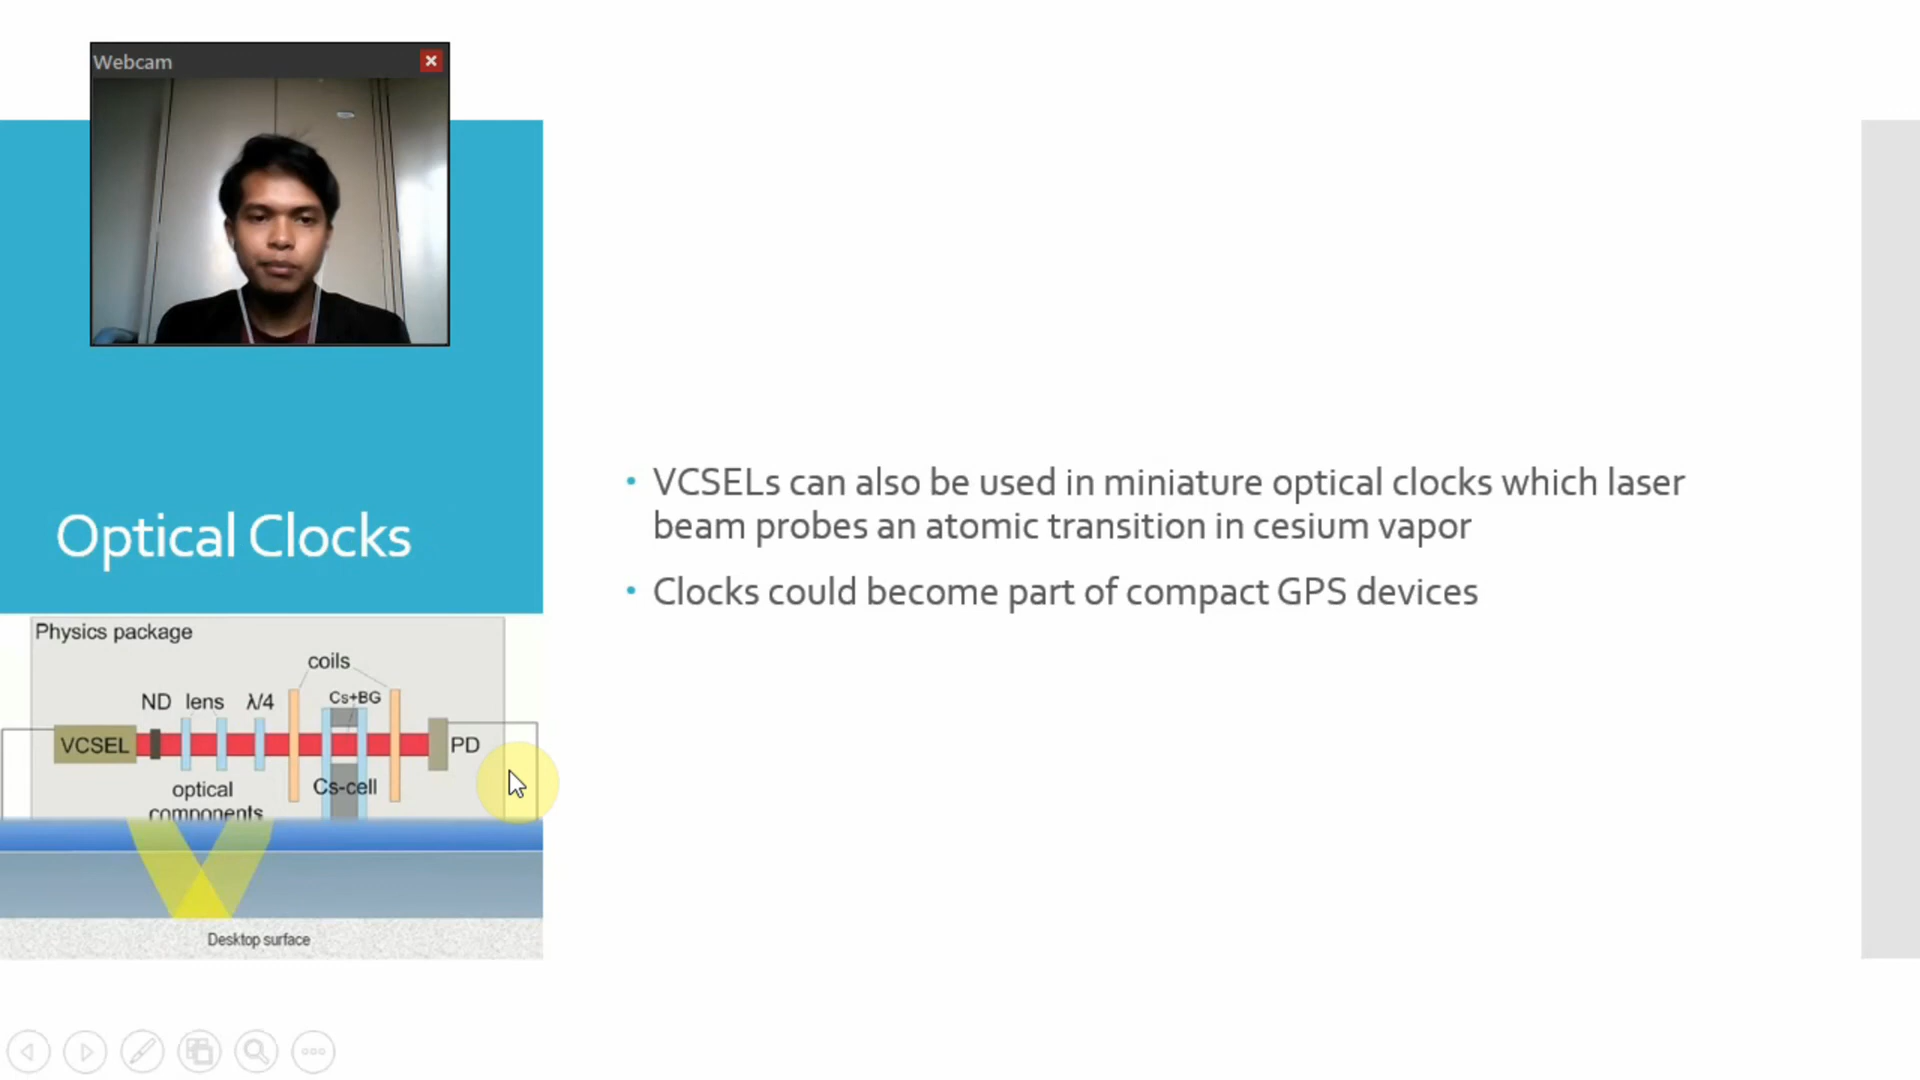 Webcam
Optical Clocks
• VCSELs can also be used in miniature optical clocks which laser
beam probes an atomic transition in cesium vapor
• Clocks could become part of compact GPS devices
Physics package
coils
ND lens λ/4 Cs+BG
VCSEL
PD
optical
components
Cs-cell
Desktop surface